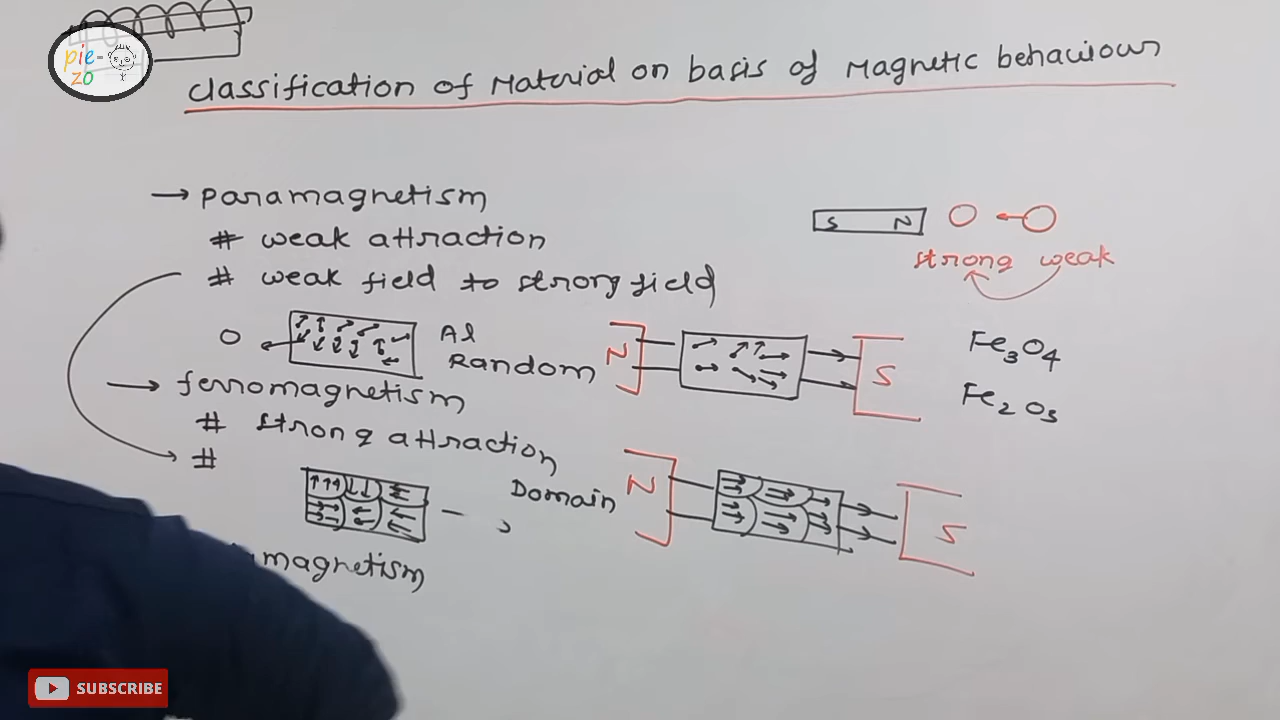 pie-
zo
classification of Material on basis of Magnetic behaviour
→ paramagnetism
# weak attraction
# weak field to strong field
S N
strong weak
O
Al
Random
N
S
Fe3O4
Fe2O3
→ ferromagnetism
# strong attraction
#
Domain
N
S
magnetism
SUBSCRIBE